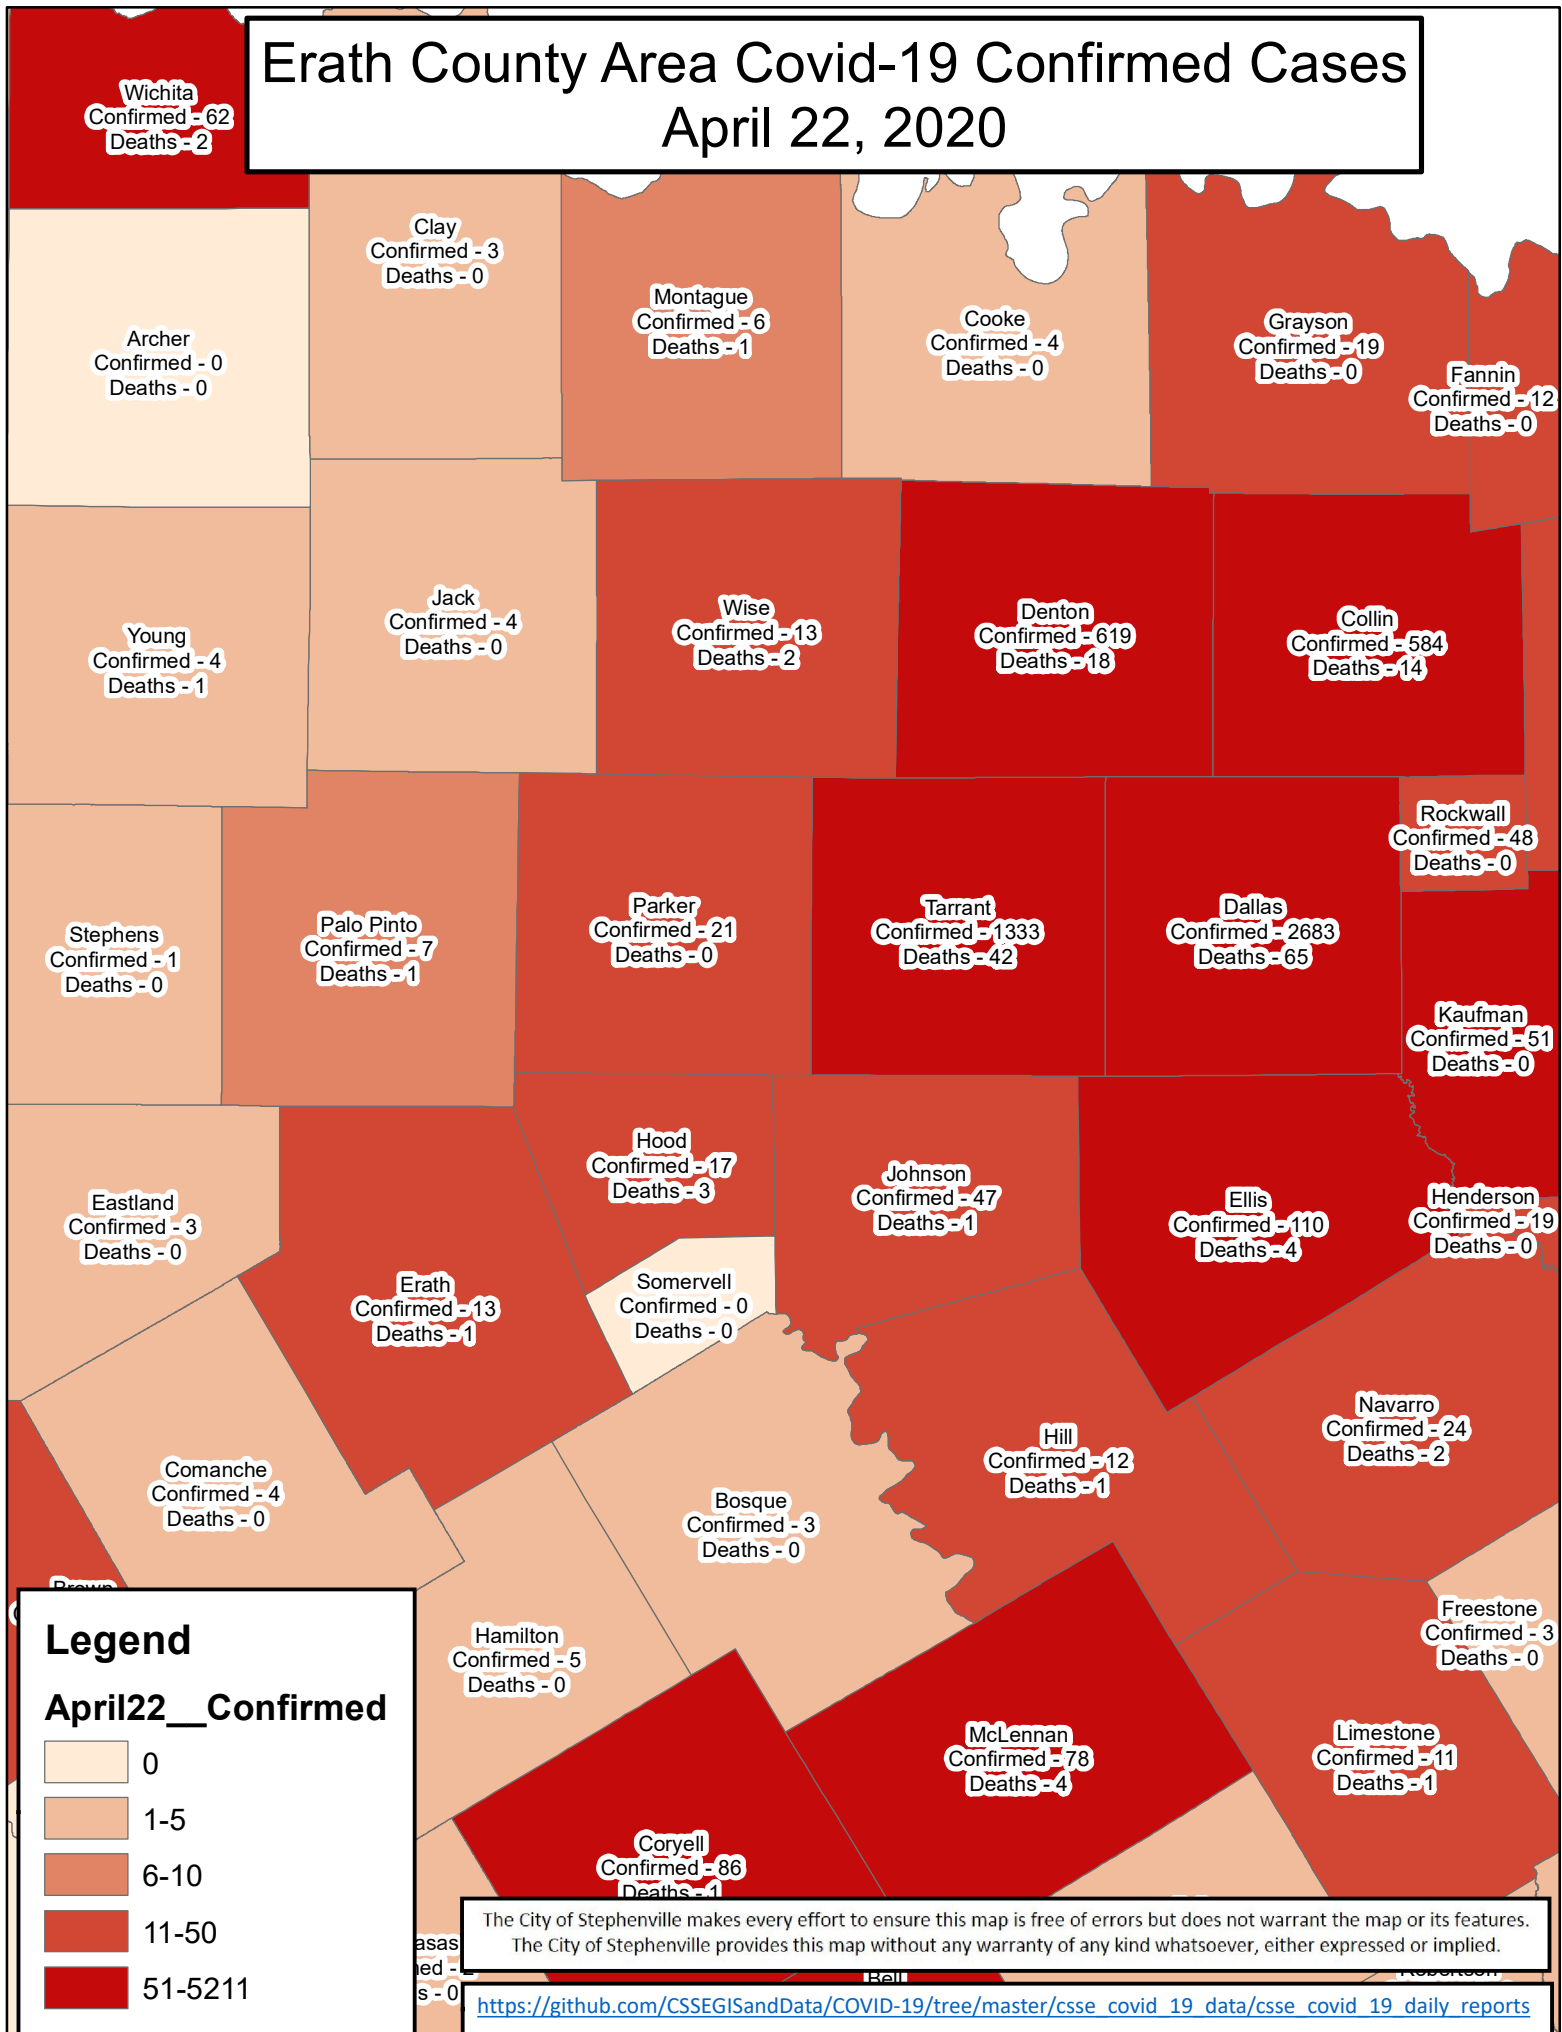 Erath County Area Covid-19 Confirmed Cases
April 22, 2020
Wichita
Confirmed - 62
Deaths - 2
Clay
Confirmed - 3
Deaths - 0
Montague
Confirmed - 6
Deaths - 1
Cooke
Confirmed - 4
Deaths - 0
Grayson
Confirmed - 19
Deaths - 0
Archer
Confirmed - 0
Deaths - 0
Fannin
Confirmed - 12
Deaths - 0
Young
Confirmed - 4
Deaths - 1
Jack
Confirmed - 4
Deaths - 0
Wise
Confirmed - 13
Deaths - 2
Denton
Confirmed - 619
Deaths - 18
Collin
Confirmed - 584
Deaths - 14
Rockwall
Confirmed - 48
Deaths - 0
Stephens
Confirmed - 1
Deaths - 0
Palo Pinto
Confirmed - 7
Deaths - 1
Parker
Confirmed - 21
Deaths - 0
Tarrant
Confirmed - 1333
Deaths - 42
Dallas
Confirmed - 2683
Deaths - 65
Kaufman
Confirmed - 51
Deaths - 0
Eastland
Confirmed - 3
Deaths - 0
Hood
Confirmed - 17
Deaths - 3
Johnson
Confirmed - 47
Deaths - 1
Ellis
Confirmed - 110
Deaths - 4
Henderson
Confirmed - 19
Deaths - 0
Erath
Confirmed - 13
Deaths - 1
Somervell
Confirmed - 0
Deaths - 0
Comanche
Confirmed - 4
Deaths - 0
Bosque
Confirmed - 3
Deaths - 0
Hill
Confirmed - 12
Deaths - 1
Navarro
Confirmed - 24
Deaths - 2
Brown
Hamilton
Confirmed - 5
Deaths - 0
Freestone
Confirmed - 3
Deaths - 0
McLennan
Confirmed - 78
Deaths - 4
Limestone
Confirmed - 11
Deaths - 1
Coryell
Confirmed - 86
Deaths - 1
asas
ned -
s - 0
Bell
Legend
April22__Confirmed
0
1-5
6-10
11-50
51-5211
The City of Stephenville makes every effort to ensure this map is free of errors but does not warrant the map or its features.
The City of Stephenville provides this map without any warranty of any kind whatsoever, either expressed or implied.
https://github.com/CSSEGISandData/COVID-19/tree/master/csse_covid_19_data/csse_covid_19_daily_reports